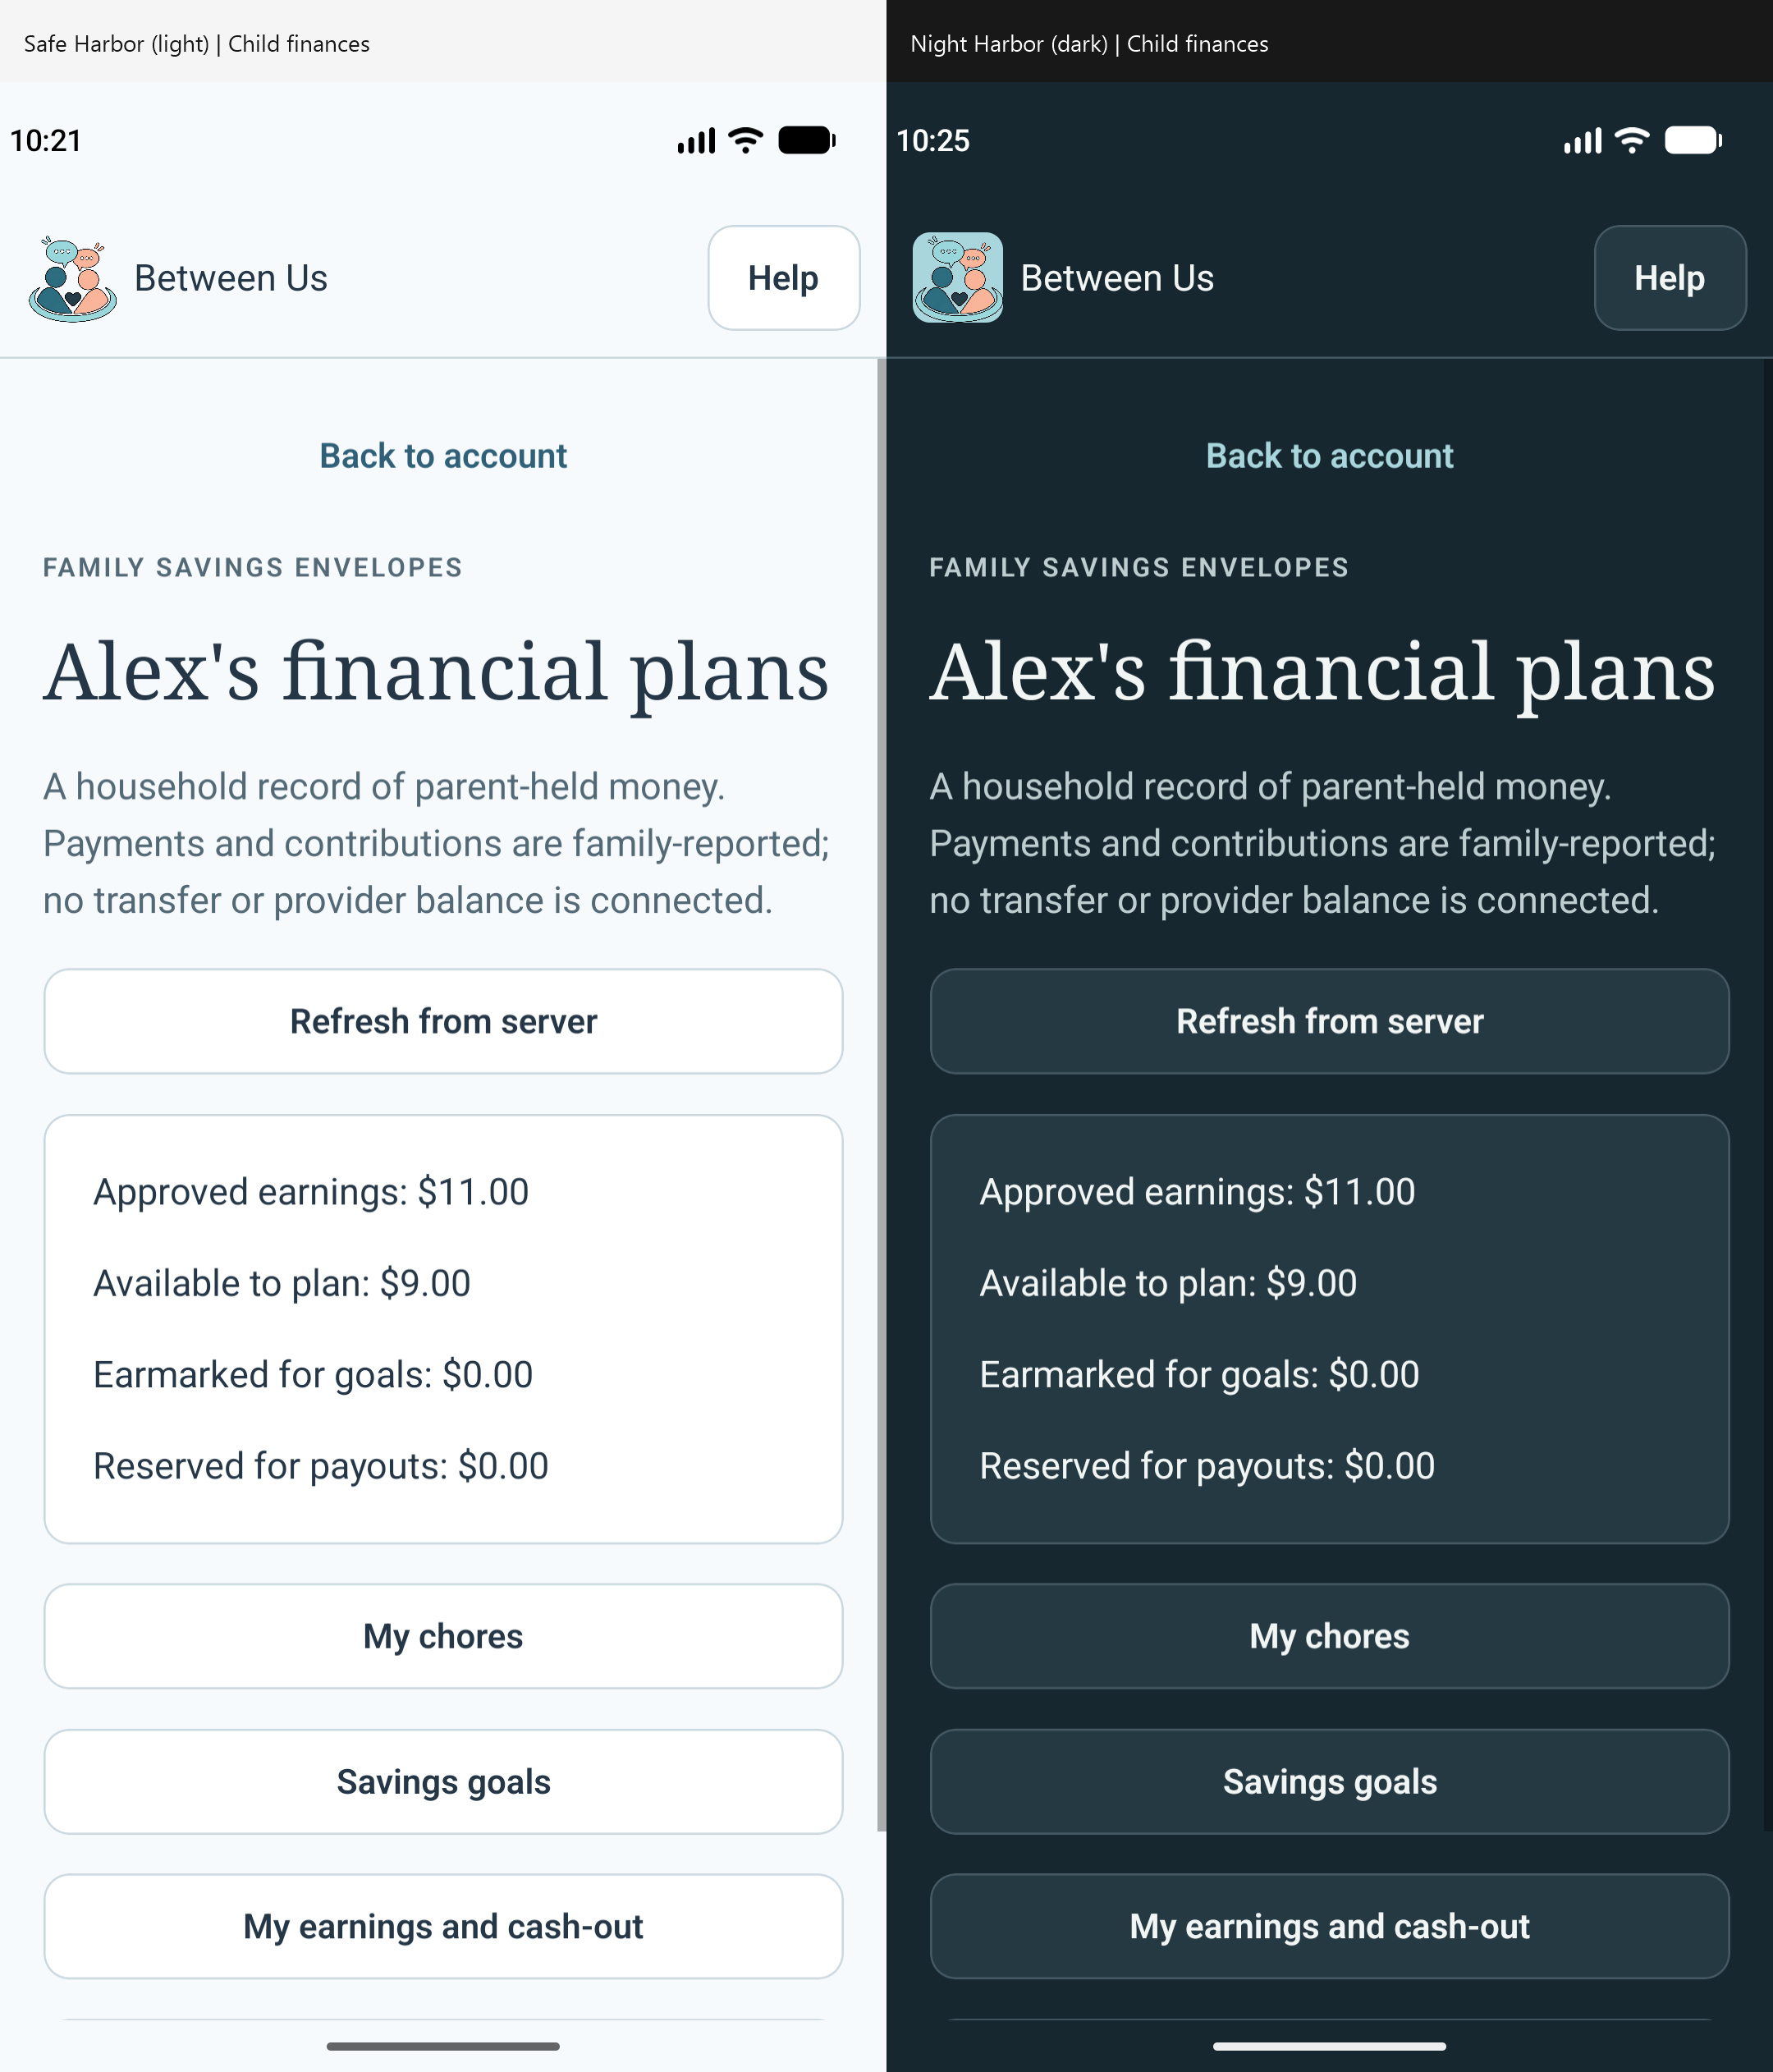 Safe Harbor (light) | Child finances
10:21
Between Us
Help
Back to account
FAMILY SAVINGS ENVELOPES
Alex's financial plans
A household record of parent-held money.
Payments and contributions are family-reported;
no transfer or provider balance is connected.
Refresh from server
Approved earnings: $11.00
Available to plan: $9.00
Earmarked for goals: $0.00
Reserved for payouts: $0.00
My chores
Savings goals
My earnings and cash-out
Night Harbor (dark) | Child finances
10:25
Between Us
Help
Back to account
FAMILY SAVINGS ENVELOPES
Alex's financial plans
A household record of parent-held money.
Payments and contributions are family-reported;
no transfer or provider balance is connected.
Refresh from server
Approved earnings: $11.00
Available to plan: $9.00
Earmarked for goals: $0.00
Reserved for payouts: $0.00
My chores
Savings goals
My earnings and cash-out